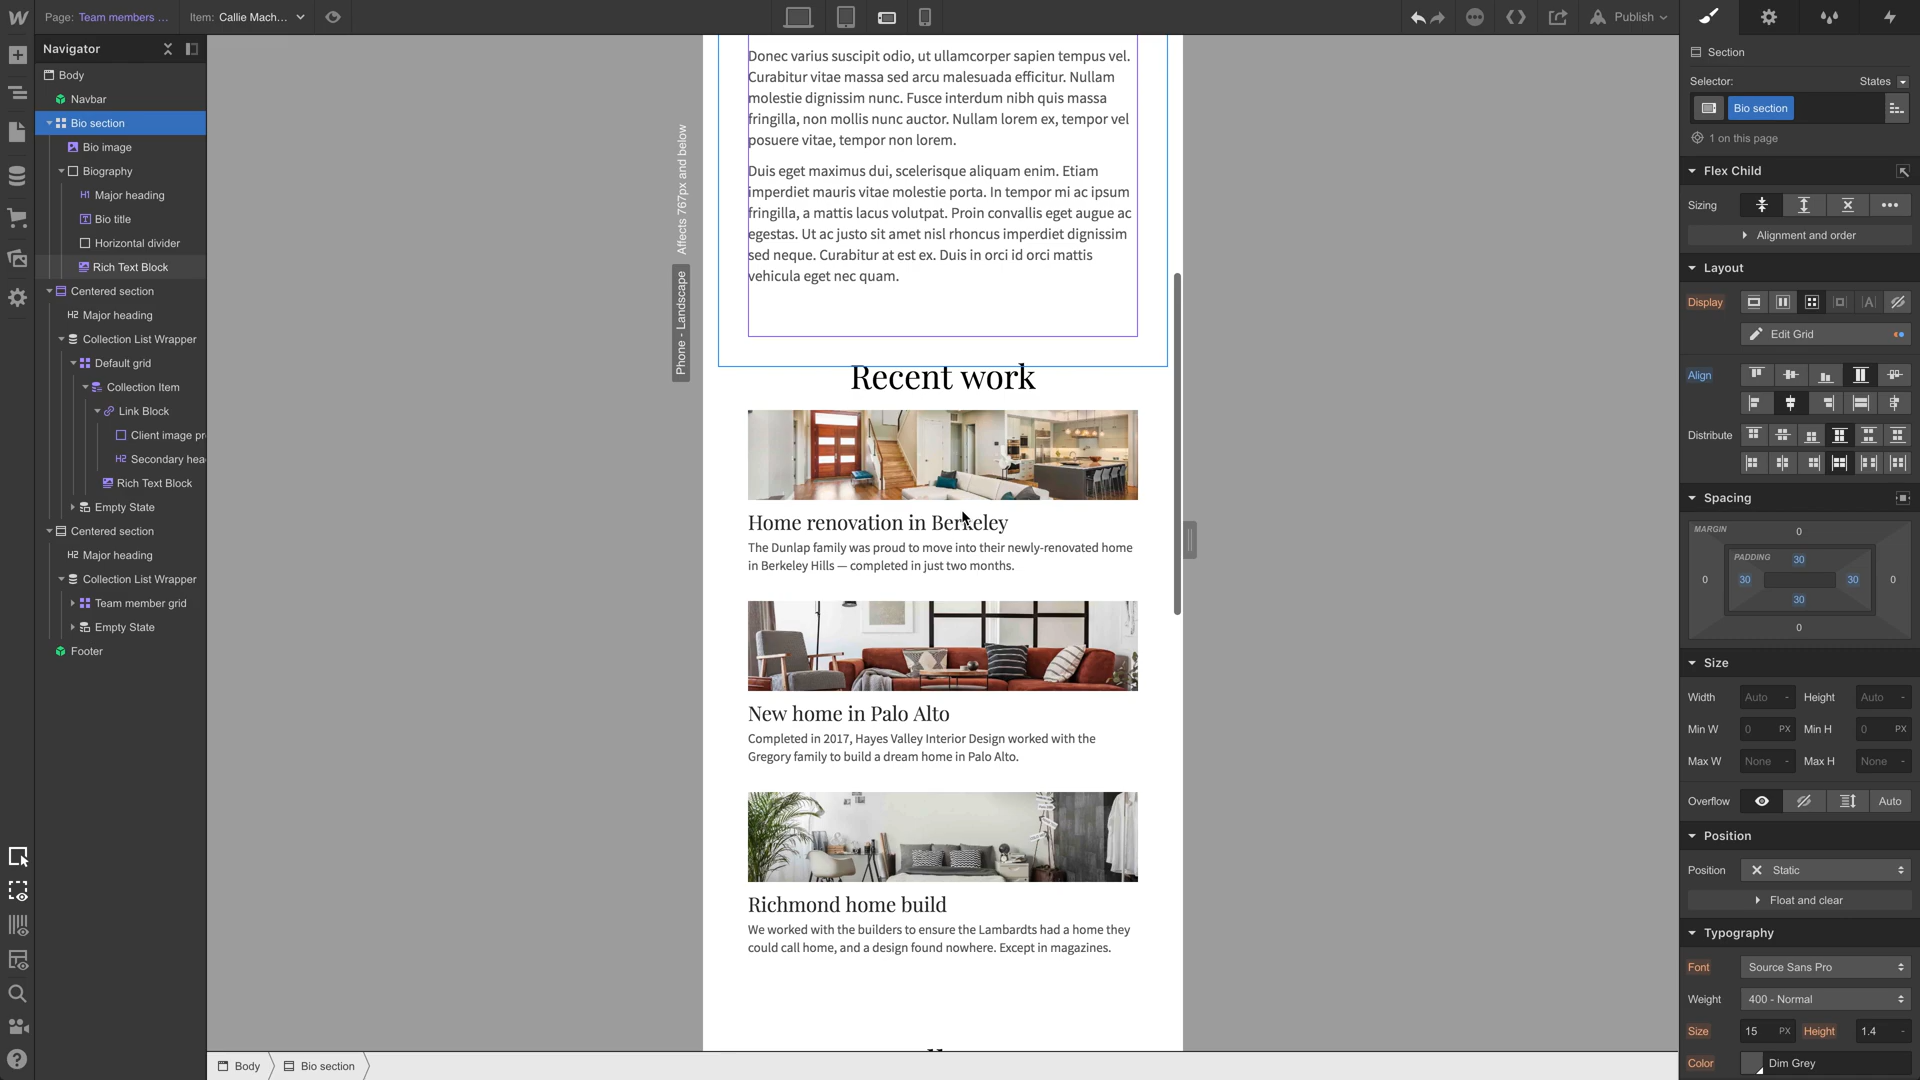 Page: Team members ...
Item: Callie Mach...
Publish
Navigator
Body
Navbar
Bio section
Bio image
Biography
Major heading
Bio title
Horizontal divider
Rich Text Block
Centered section
Major heading
Collection List Wrapper
Default grid
Collection Item
Link Block
Client image pr
Secondary hea
Rich Text Block
Empty State
Centered section
Major heading
Collection List Wrapper
Team member grid
Empty State
Footer
Affects 767px and below
Phone - Landscape
Donec varius suscipit odio, ut ullamcorper sapien tempus vel.
Curabitur vitae massa sed arcu malesuada efficitur. Nullam
molestie dignissim nunc. Fusce interdum nibh quis massa
fringilla, non mollis nunc auctor. Nullam lorem ex, tempor vel
posuere vitae, tempor non lorem.
Duis eget maximus dui, scelerisque aliquam enim. Etiam
imperdiet mauris vitae molestie porta. In tempor mi ac ipsum
fringilla, a mattis lacus volutpat. Proin convallis eget augue ac
egestas. Ut ac justo sit amet nisl rhoncus imperdiet dignissim
sed neque. Curabitur at est ex. Duis in orci id orci mattis
vehicula eget nec quam.
Recent work
Home renovation in Berkeley
The Dunlap family was proud to move into their newly-renovated home
in Berkeley Hills — completed in just two months.
New home in Palo Alto
Completed in 2017, Hayes Valley Interior Design worked with the
Gregory family to build a dream home in Palo Alto.
Richmond home build
We worked with the builders to ensure the Lambardts had a home they
could call home, and a design found nowhere. Except in magazines.
Body
Bio section
Section
Selector:
States
Bio section
1 on this page
Flex Child
Sizing
Alignment and order
Layout
Display
Edit Grid
Align
Distribute
Spacing
MARGIN
0
PADDING
30
0
30
30
0
30
0
Size
Width Auto - Height Auto -
Min W 0 PX Min H 0 PX
Max W None - Max H None -
Overflow Auto
Position
Position Static
Float and clear
Typography
Font Source Sans Pro
Weight 400 - Normal
Size 15 PX Height 1.4 -
Color Dim Grey